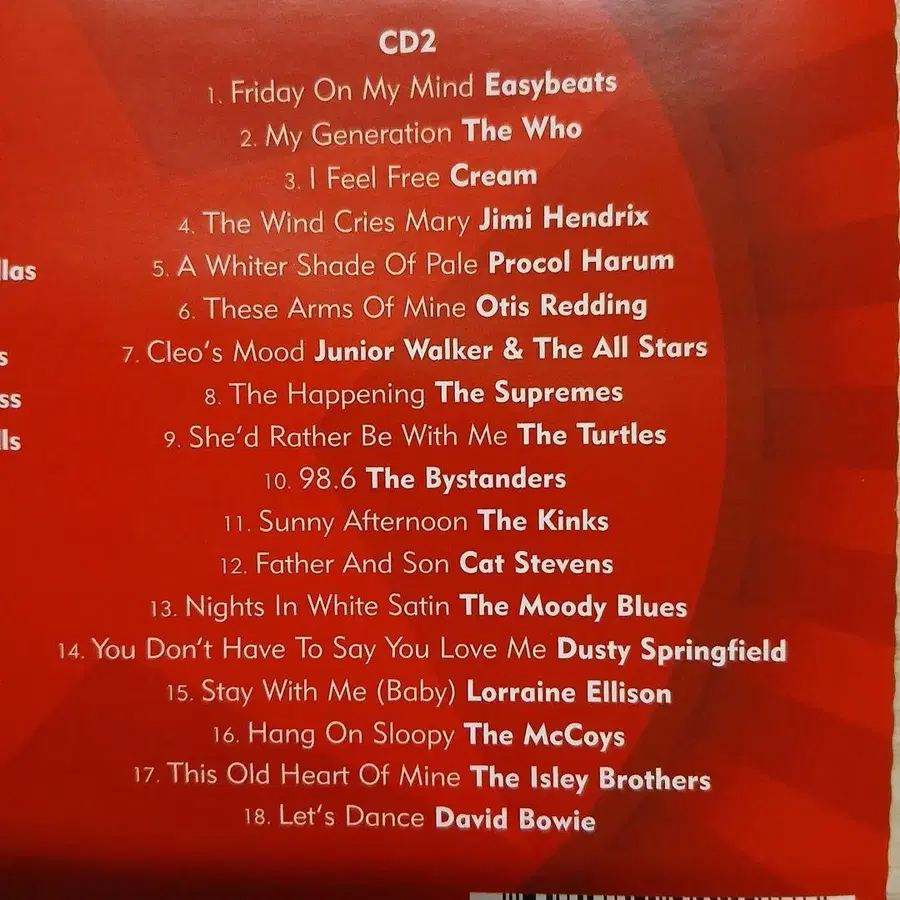 CD2
1. Friday On My Mind Easybeats
2. My Generation The Who
3. I Feel Free Cream
4. The Wind Cries Mary Jimi Hendrix
llas
5. A Whiter Shade Of Pale Procol Harum
6. These Arms Of Mine Otis Redding
s
7. Cleo's Mood Junior Walker & The All Stars
ss
8. The Happening The Supremes
lls
9. She'd Rather Be With Me The Turtles
10. 98.6 The Bystanders
11. Sunny Afternoon The Kinks
12. Father And Son Cat Stevens
13. Nights In White Satin The Moody Blues
14. You Don't Have To Say You Love Me Dusty Springfield
15. Stay With Me (Baby) Lorraine Ellison
16. Hang On Sloopy The McCoys
17. This Old Heart Of Mine The Isley Brothers
18. Let's Dance David Bowie